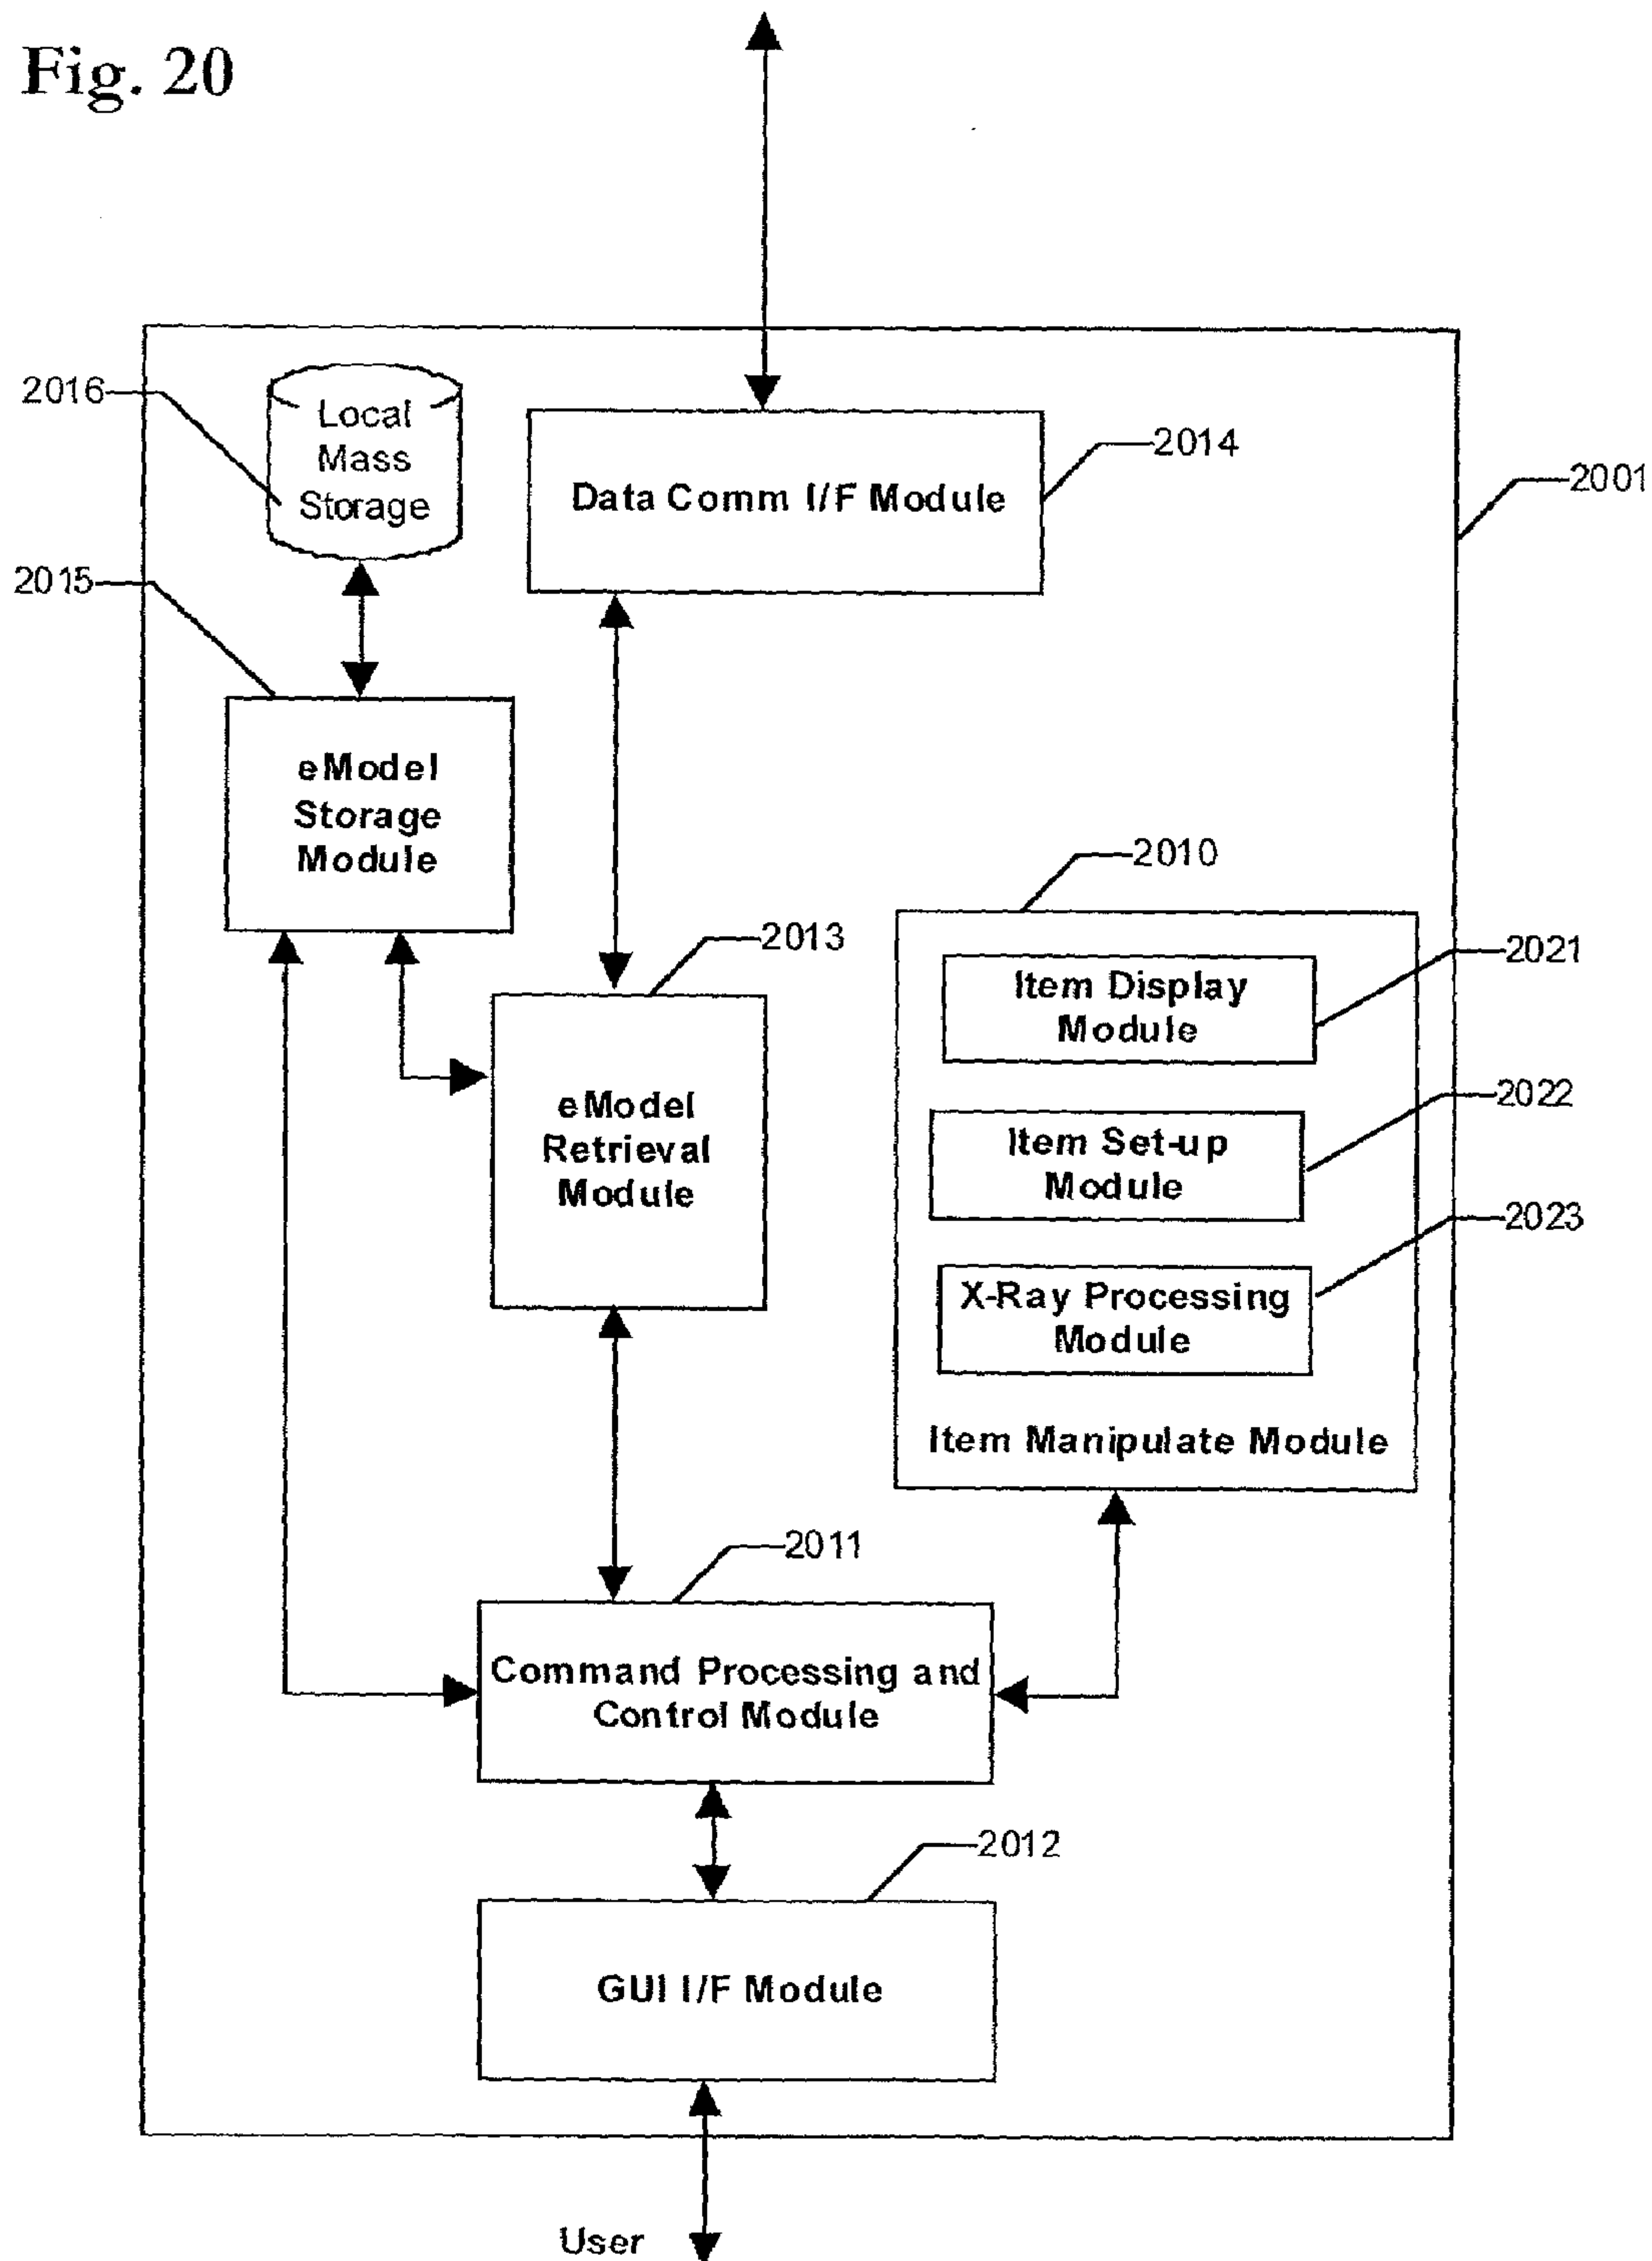 Fig. 20
2016
Local
Mass
Storage
Data Comm I/F Module
2014
2001
2015
eModel
Storage
Module
2010
2013
2021
Item Display
Module
eModel
Retrieval
Module
2022
Item Set-up
Module
2023
X-Ray Processing
Module
Item Manipulate Module
2011
Command Processing and
Control Module
2012
GUI I/F Module
User